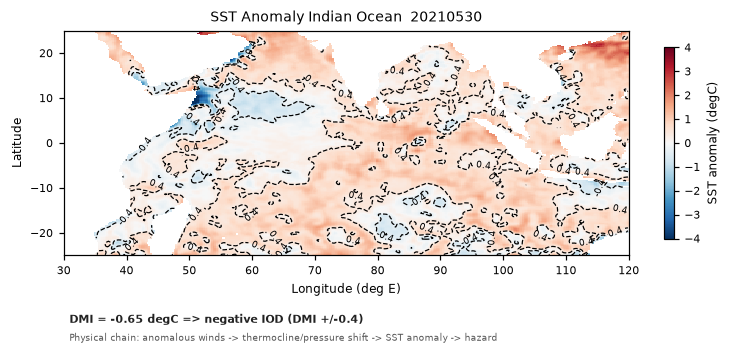 SST Anomaly Indian Ocean  20210530
Latitude
20
10
0
−10
−20
30 40 50 60 70 80 90 100 110 120
Longitude (deg E)
4
3
2
1
0
−1
−2
−3
−4
SST anomaly (degC)
DMI = -0.65 degC => negative IOD (DMI +/-0.4)
Physical chain: anomalous winds -> thermocline/pressure shift -> SST anomaly -> hazard